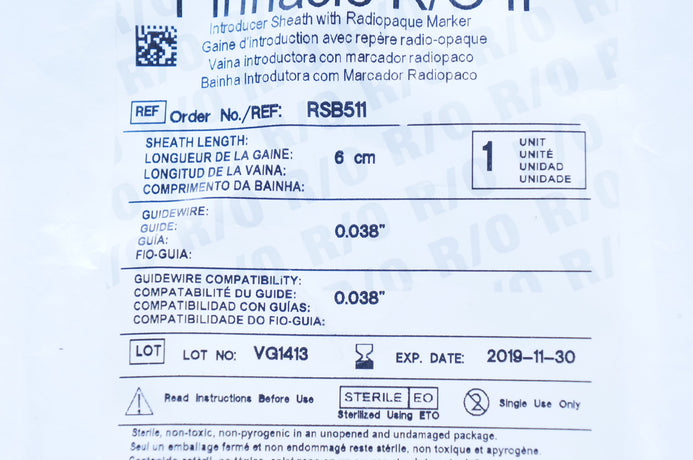 Pinnacle R/O II
Introducer Sheath with Radiopaque Marker
Gaine d'introduction avec repère radio-opaque
Vaina introductora con marcador radiopaco
Bainha Introdutora com Marcador Radiopaco
REF Order No./REF: RSB511
SHEATH LENGTH:
LONGUEUR DE LA GAINE: 6 cm
LONGITUD DE LA VAINA:
COMPRIMENTO DA BAINHA:
1 UNIT
UNITÉ
UNIDAD
UNIDADE
GUIDEWIRE:
GUIDE: 0.038"
GUÍA:
FIO-GUIA:
GUIDEWIRE COMPATIBILITY:
COMPATABILITÉ DU GUIDE: 0.038"
COMPATIBILIDAD CON GUÍAS:
COMPATIBILIDADE DO FIO-GUIA:
LOT LOT NO: VG1413 EXP. DATE: 2019-11-30
Read Instructions Before Use STERILE EO 2 Single Use Only
Sterilized Using ETO
Sterile, non-toxic, non-pyrogenic in an unopened and undamaged package.
Seul un emballage fermé et non endommagé reste stérile, non toxique et apyrogène.